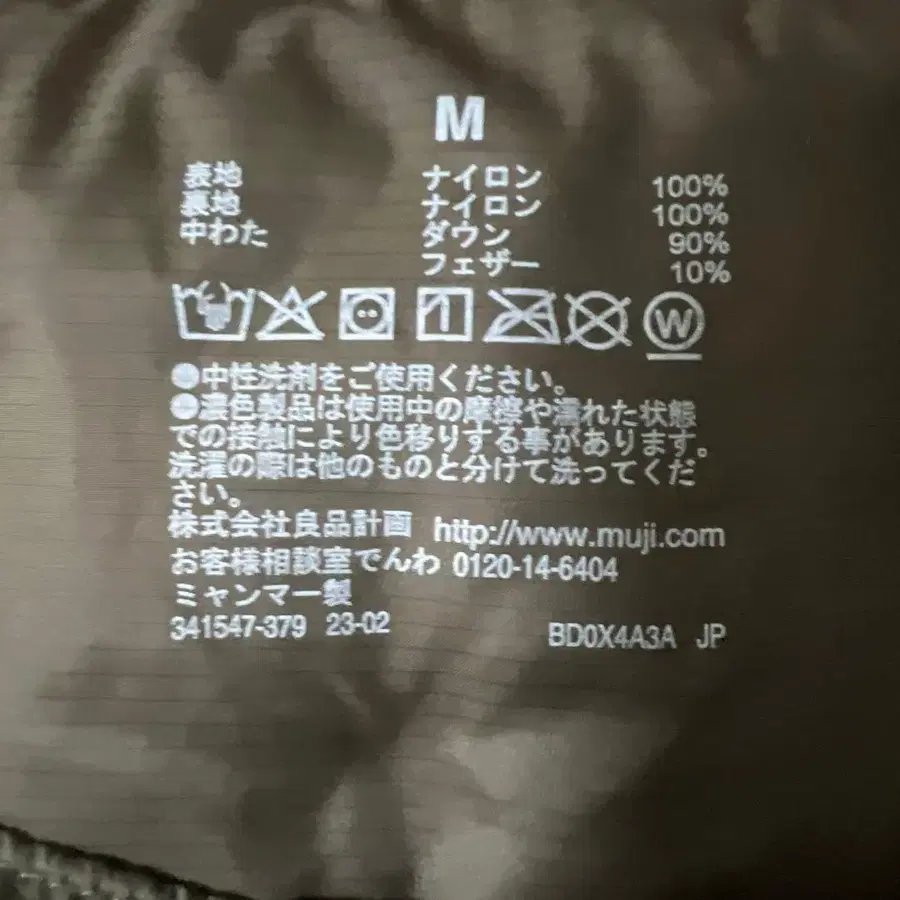 M
表地 ナイロン 100%
裏地 ナイロン 100%
中わた ダウン 90%
フェザー 10%
W
●中性洗剤をご使用ください。
●濃色製品は使用中の摩擦や濡れた状態
での接触により色移りする事があります。
洗濯の際は他のものと分けて洗ってくだ
さい。
株式会社良品計画 http://www.muji.com
お客様相談室でんわ 0120-14-6404
ミャンマー製
341547-379 23-02 BD0X4A3A JP